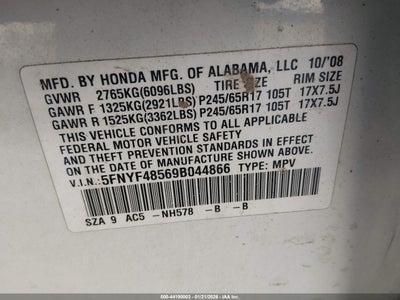 MFD. BY HONDA MFG. OF ALABAMA, LLC 10/'08
GVWR 2765KG(6096LBS) TIRE SIZE RIM SIZE
GAWR F 1325KG(2921LBS) P245/65R17 105T 17X7.5J
GAWR R 1525KG(3362LBS) P245/65R17 105T 17X7.5J
THIS VEHICLE CONFORMS TO ALL APPLICABLE
FEDERAL MOTOR VEHICLE SAFETY
AND THEFT PREVENTION STANDARDS IN EFFECT
ON THE DATE OF MANUFACTURE SHOWN ABOVE.
V.I.N.: 5FNYF48569B044866 TYPE: MPV
SZA 9 AC5 -NH578 -B -B
000-44190003 - 01/21/2026 - IAAI